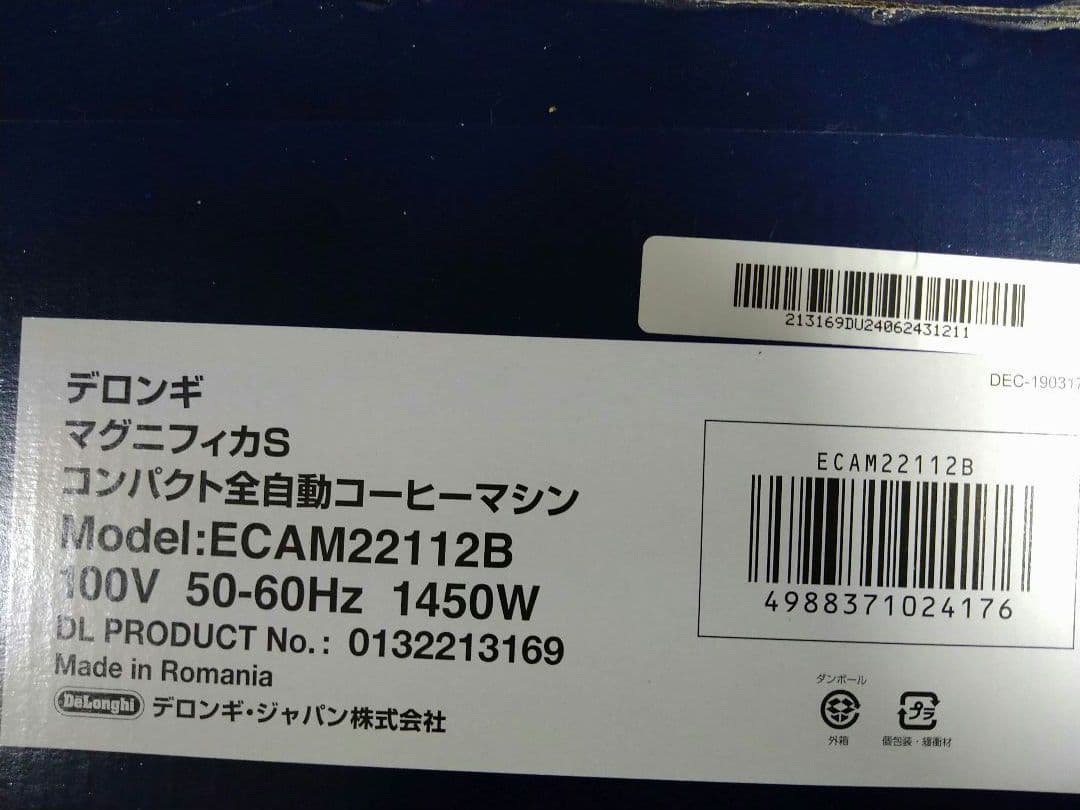 213169DU24062431211
DEC-190317
デロンギ
マグニフィカS
コンパクト全自動コーヒーマシン
Model:ECAM22112B
100V 50-60Hz 1450W
DL PRODUCT No.: 0132213169
Made in Romania
DeLonghi デロンギ・ジャパン株式会社
ECAM22112B
4988371024176
ダンボール
外箱
プラ
個包装・緩衝材